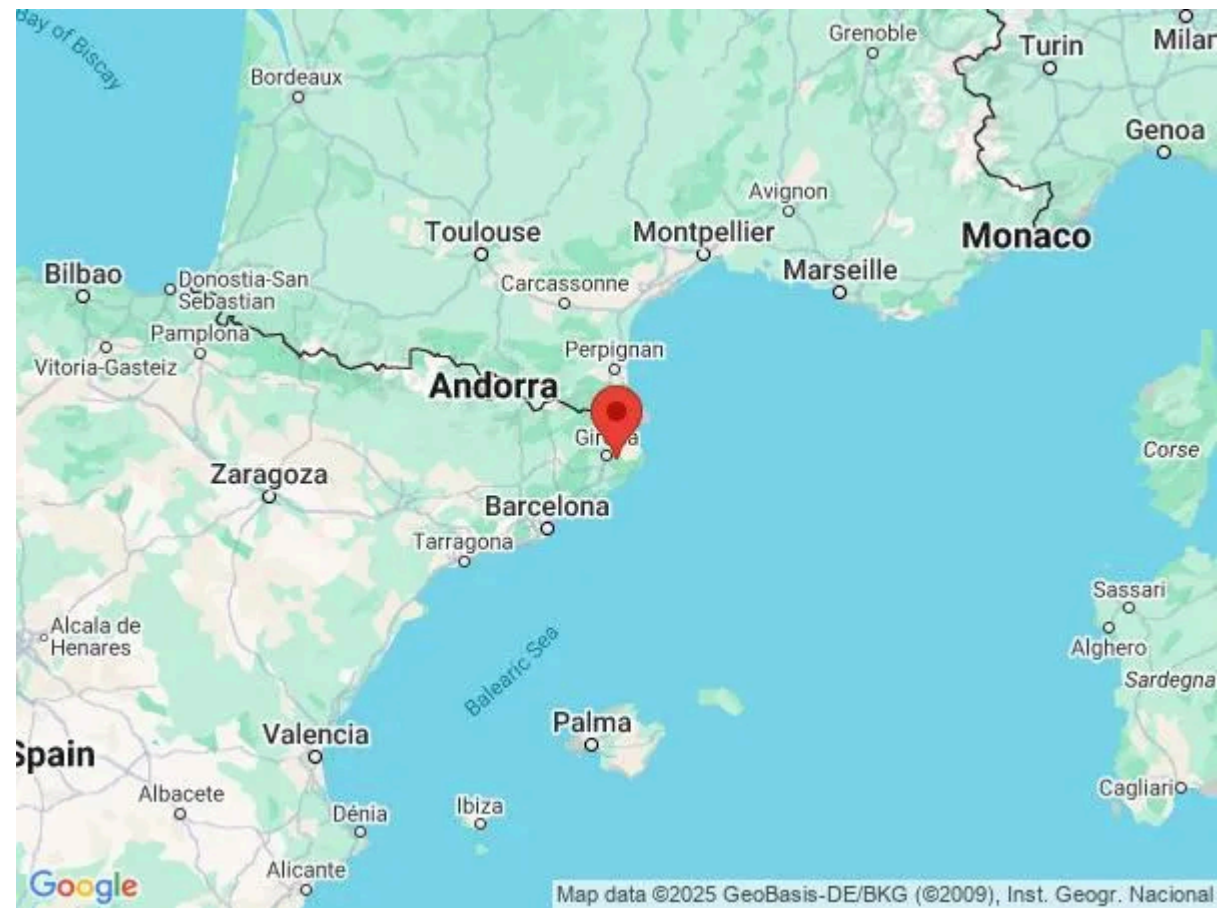 Bay of Biscay
Grenoble
Turin
Milan
Bordeaux
Genoa
Avignon
Toulouse
Montpellier
Monaco
Marseille
Bilbao
Donostia-San
Sebastian
Carcassonne
Pamplona
Vitoria-Gasteiz
Perpignan
Andorra
Corse
Zaragoza
Barcelona
Tarragona
Sassari
Alcala de
Henares
Alghero
Balearic Sea
Sardegna
Palma
Valencia
Spain
Albacete
Ibiza
Dénia
Cagliari
Alicante
Google
Map data ©2025 GeoBasis-DE/BKG (©2009), Inst. Geogr. Nacional